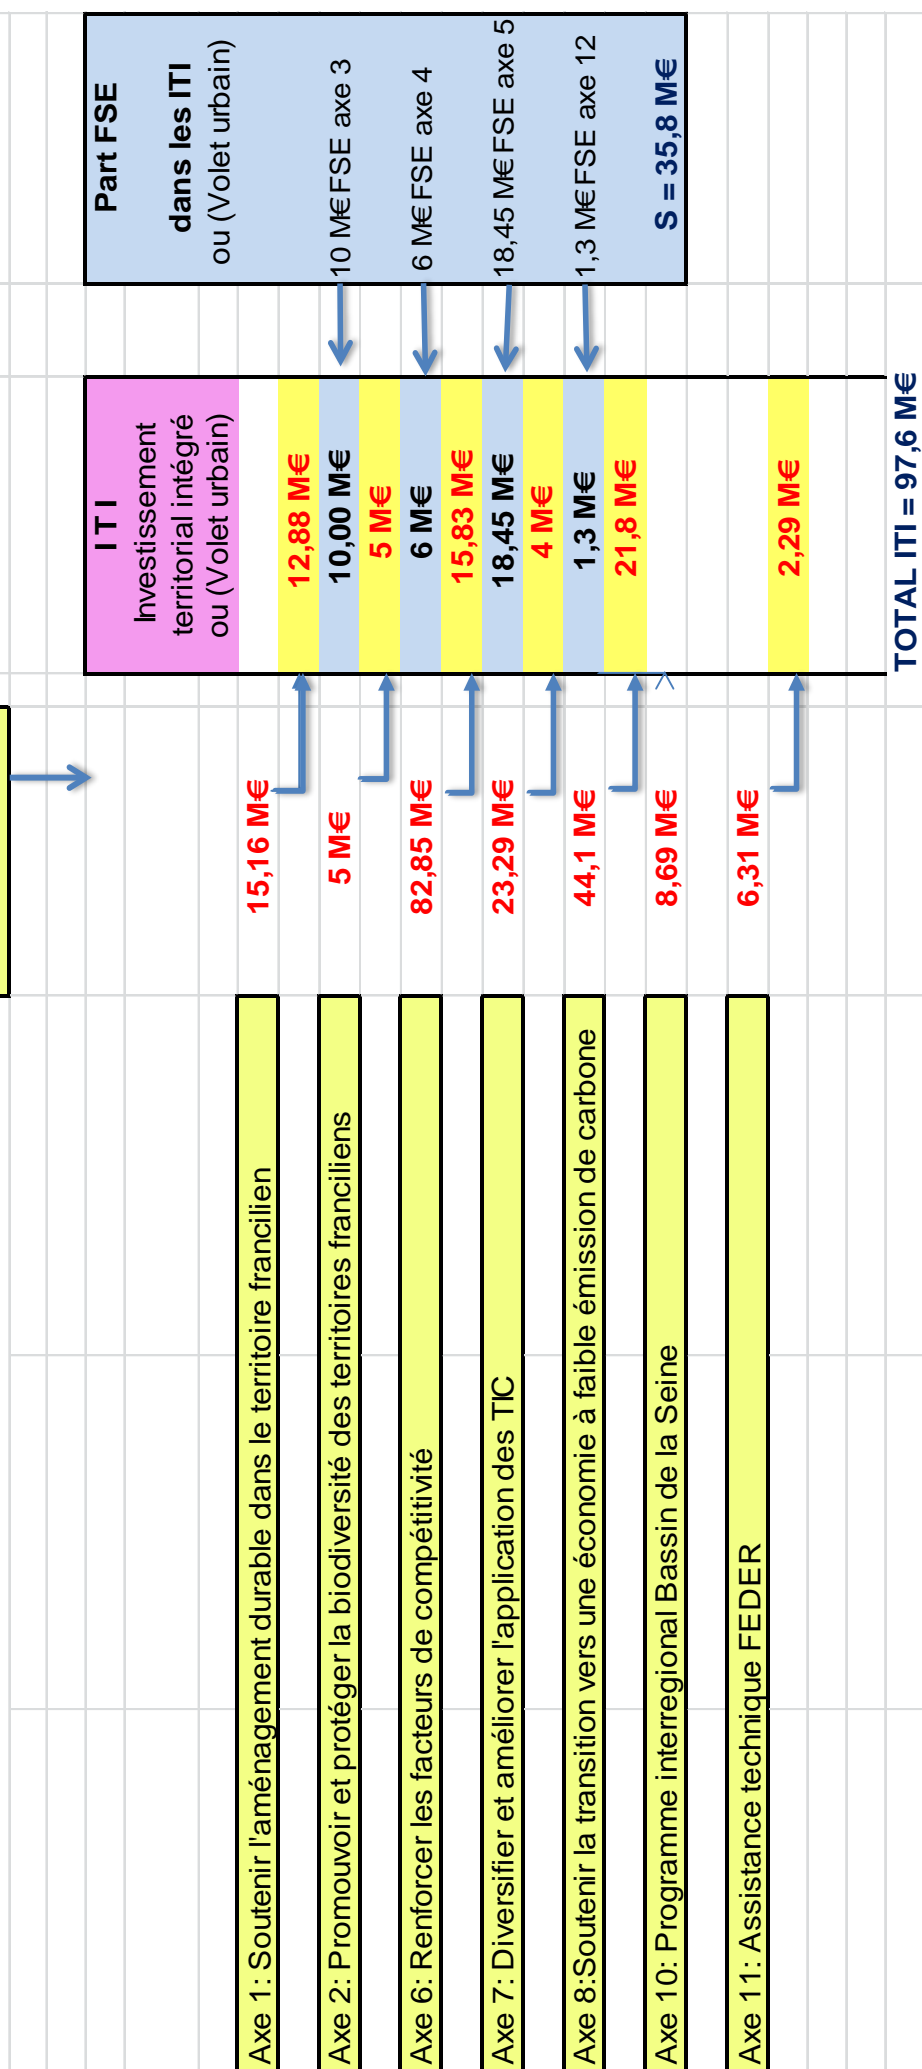 Axe 1: Soutenir l'aménagement durable dans le territoire francilien
Axe 2: Promouvoir et protéger la biodiversité des territoires franciliens
Axe 6: Renforcer les facteurs de compétitivité
Axe 7: Diversifier et améliorer l'application des TIC
Axe 8:Soutenir la transition vers une économie à faible émission de carbone
Axe 10: Programme interregional Bassin de la Seine
Axe 11: Assistance technique FEDER
15,16 M€
5 M€
82,85 M€
23,29 M€
44,1 M€
8,69 M€
6,31 M€
I T I
Investissement
territorial intégré
ou (Volet urbain)
12,88 M€
10,00 M€
5 M€
6 M€
15,83 M€
18,45 M€
4 M€
1,3 M€
21,8 M€
2,29 M€
TOTAL ITI = 97,6 M€
Part FSE
dans les ITI
ou (Volet urbain)
10 M€ FSE axe 3
6 M€ FSE axe 4
18,45 M€ FSE axe 5
1,3 M€ FSE axe 12
S = 35,8 M€